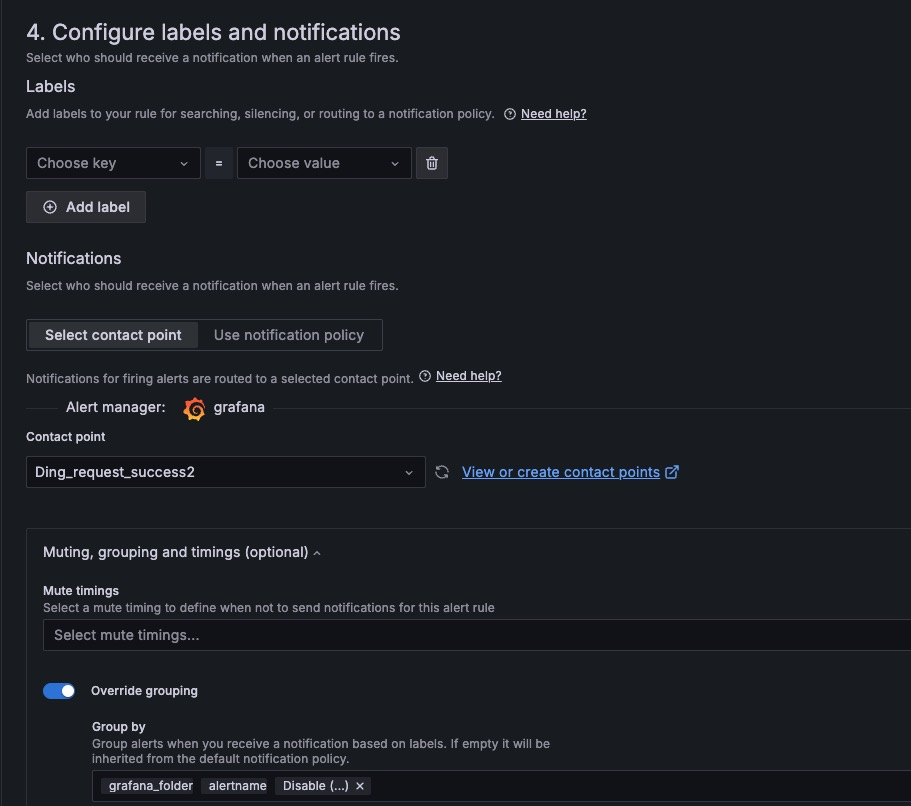 4. Configure labels and notifications
Select who should receive a notification when an alert rule fires.
Labels
Add labels to your rule for searching, silencing, or routing to a notification policy. Need help?
Choose key = Choose value
Add label
Notifications
Select who should receive a notification when an alert rule fires.
Select contact point Use notification policy
Notifications for firing alerts are routed to a selected contact point. Need help?
Alert manager: grafana
Contact point
Ding_request_success2 View or create contact points
Muting, grouping and timings (optional)
Mute timings
Select a mute timing to define when not to send notifications for this alert rule
Select mute timings...
Override grouping
Group by
Group alerts when you receive a notification based on labels. If empty it will be
inherited from the default notification policy.
grafana_folder alertname Disable (...)